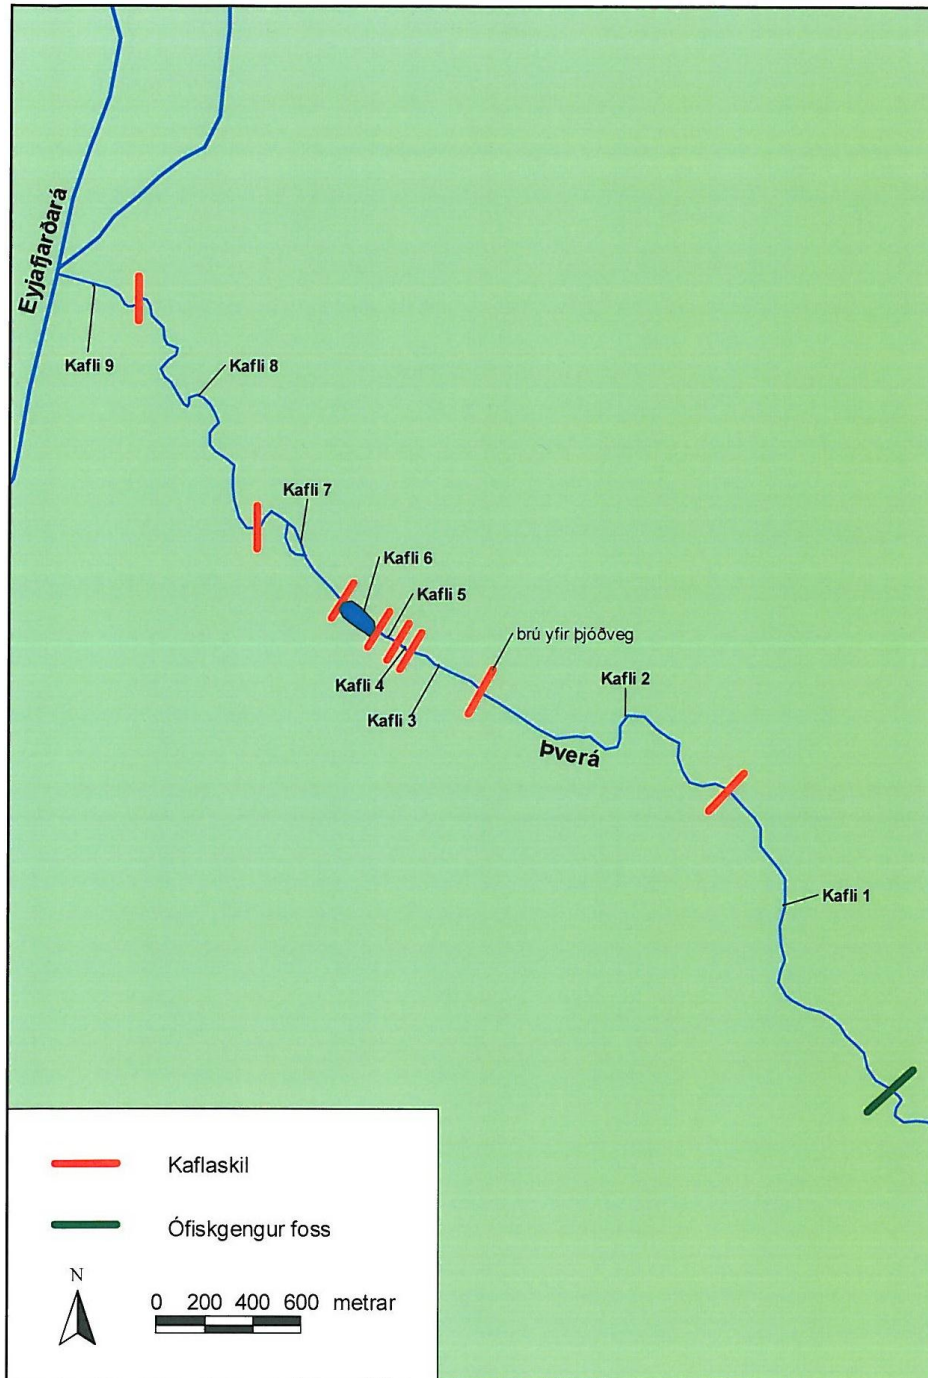 Eyjafjarðará
Kafli 9
Kafli 8
Kafli 7
Kafli 6
Kafli 5
brú yfir þjóðveg
Kafli 4
Kafli 2
Kafli 3
Þverá
Kafli 1
Kaflaskil
Ófiskgengur foss
N
0 200 400 600 metrar